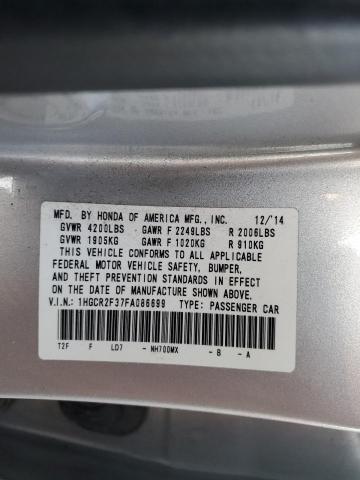 MFD. BY HONDA OF AMERICA MFG., INC. 12/'14
GVWR 4200LBS GAWR F 2249LBS R 2006LBS
GVWR 1905KG GAWR F 1020KG R 910KG
THIS VEHICLE CONFORMS TO ALL APPLICABLE
FEDERAL MOTOR VEHICLE SAFETY, BUMPER,
AND THEFT PREVENTION STANDARDS IN EFFECT
ON THE DATE OF MANUFACTURE SHOWN ABOVE.
V.I.N.: 1HGCR2F37FA086699 TYPE: PASSENGER CAR
T2F F LD7 - NH700MX - B - A